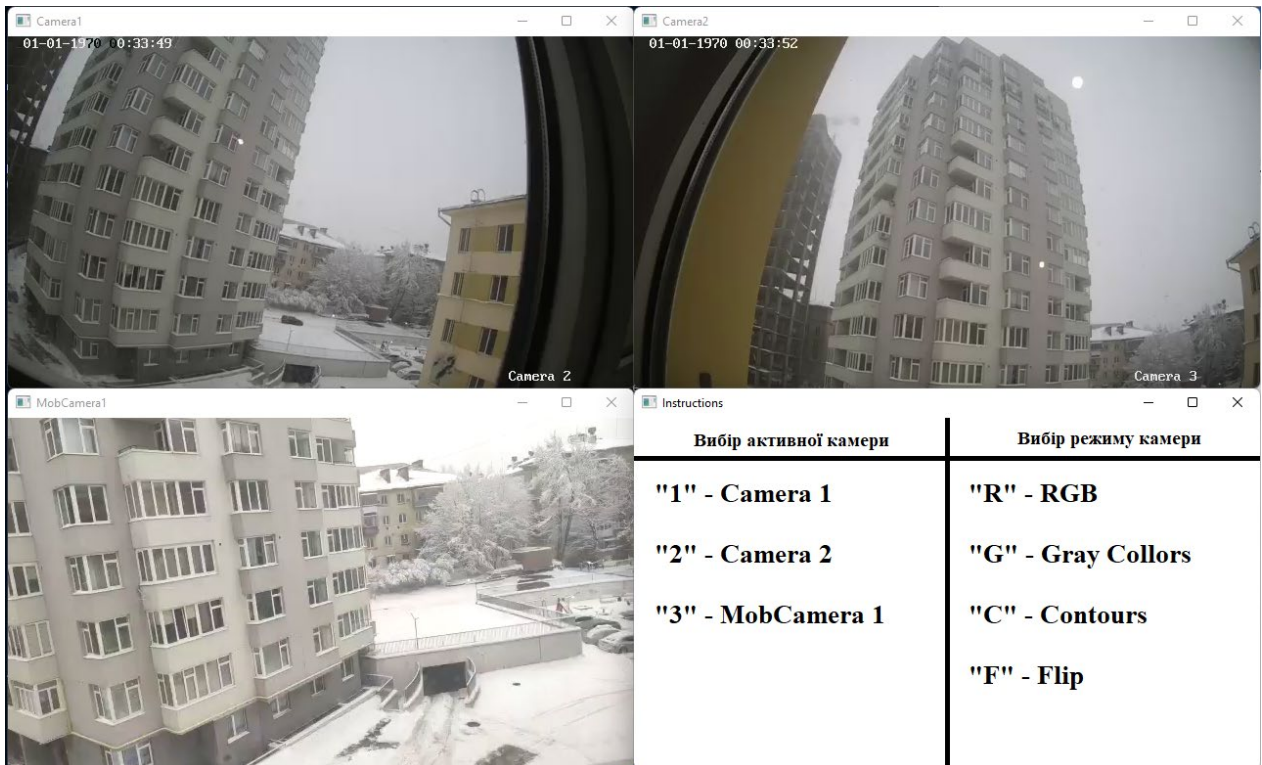 Camera1
01-01-1970 00:33:49
Camera 2
Camera2
01-01-1970 00:33:52
Camera 3
MobCamera1
Instructions
Вибір активної камери
"1" - Camera 1
"2" - Camera 2
"3" - MobCamera 1
Вибір режиму камери
"R" - RGB
"G" - Gray Collors
"C" - Contours
"F" - Flip